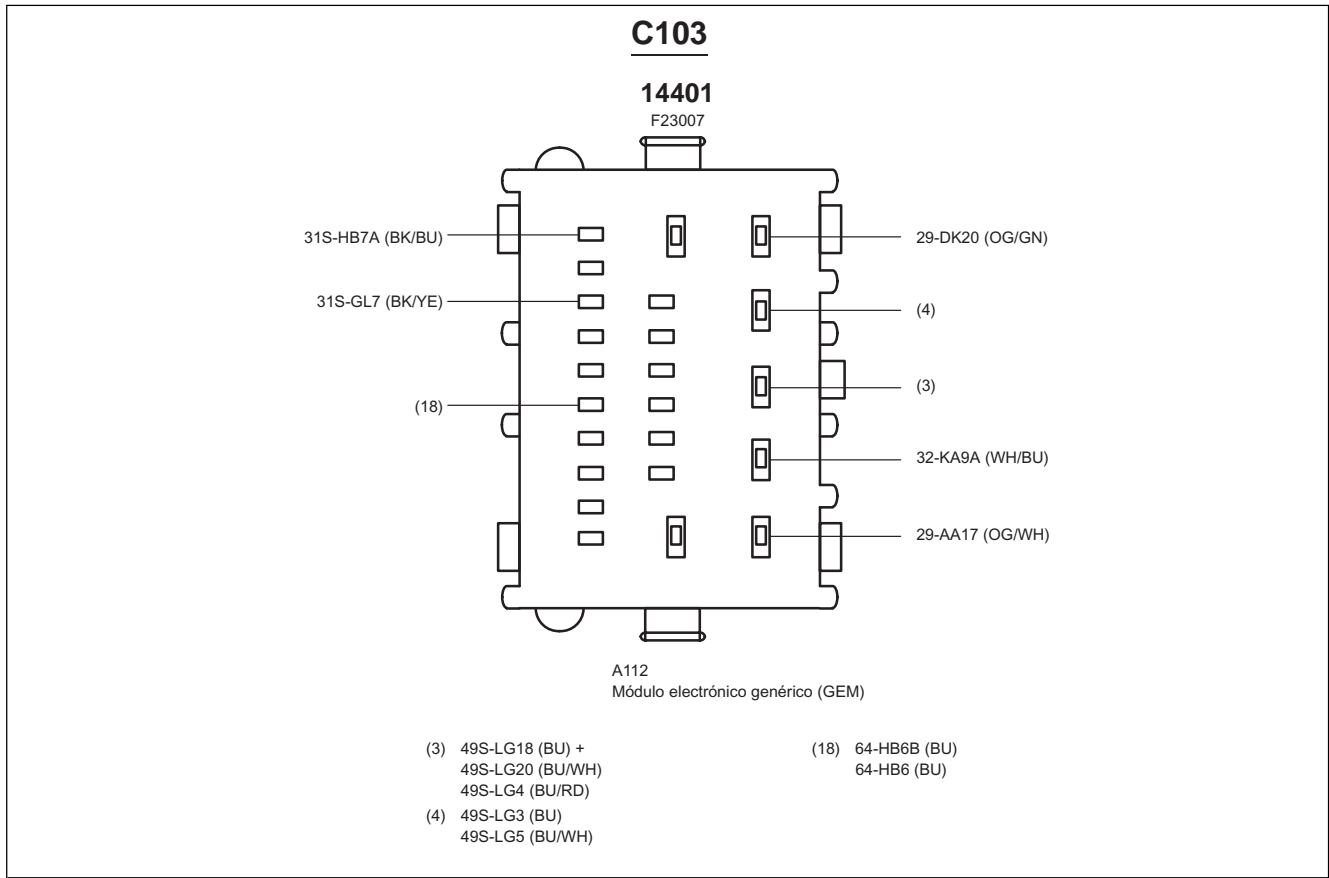 C103
14401
F23007
31S-HB7A (BK/BU)
29-DK20 (OG/GN)
31S-GL7 (BK/YE)
(4)
(3)
(18)
32-KA9A (WH/BU)
29-AA17 (OG/WH)
A112
Módulo electrónico genérico (GEM)
(3) 49S-LG18 (BU) +
49S-LG20 (BU/WH)
49S-LG4 (BU/RD)
(4) 49S-LG3 (BU)
49S-LG5 (BU/WH)
(18) 64-HB6B (BU)
64-HB6 (BU)